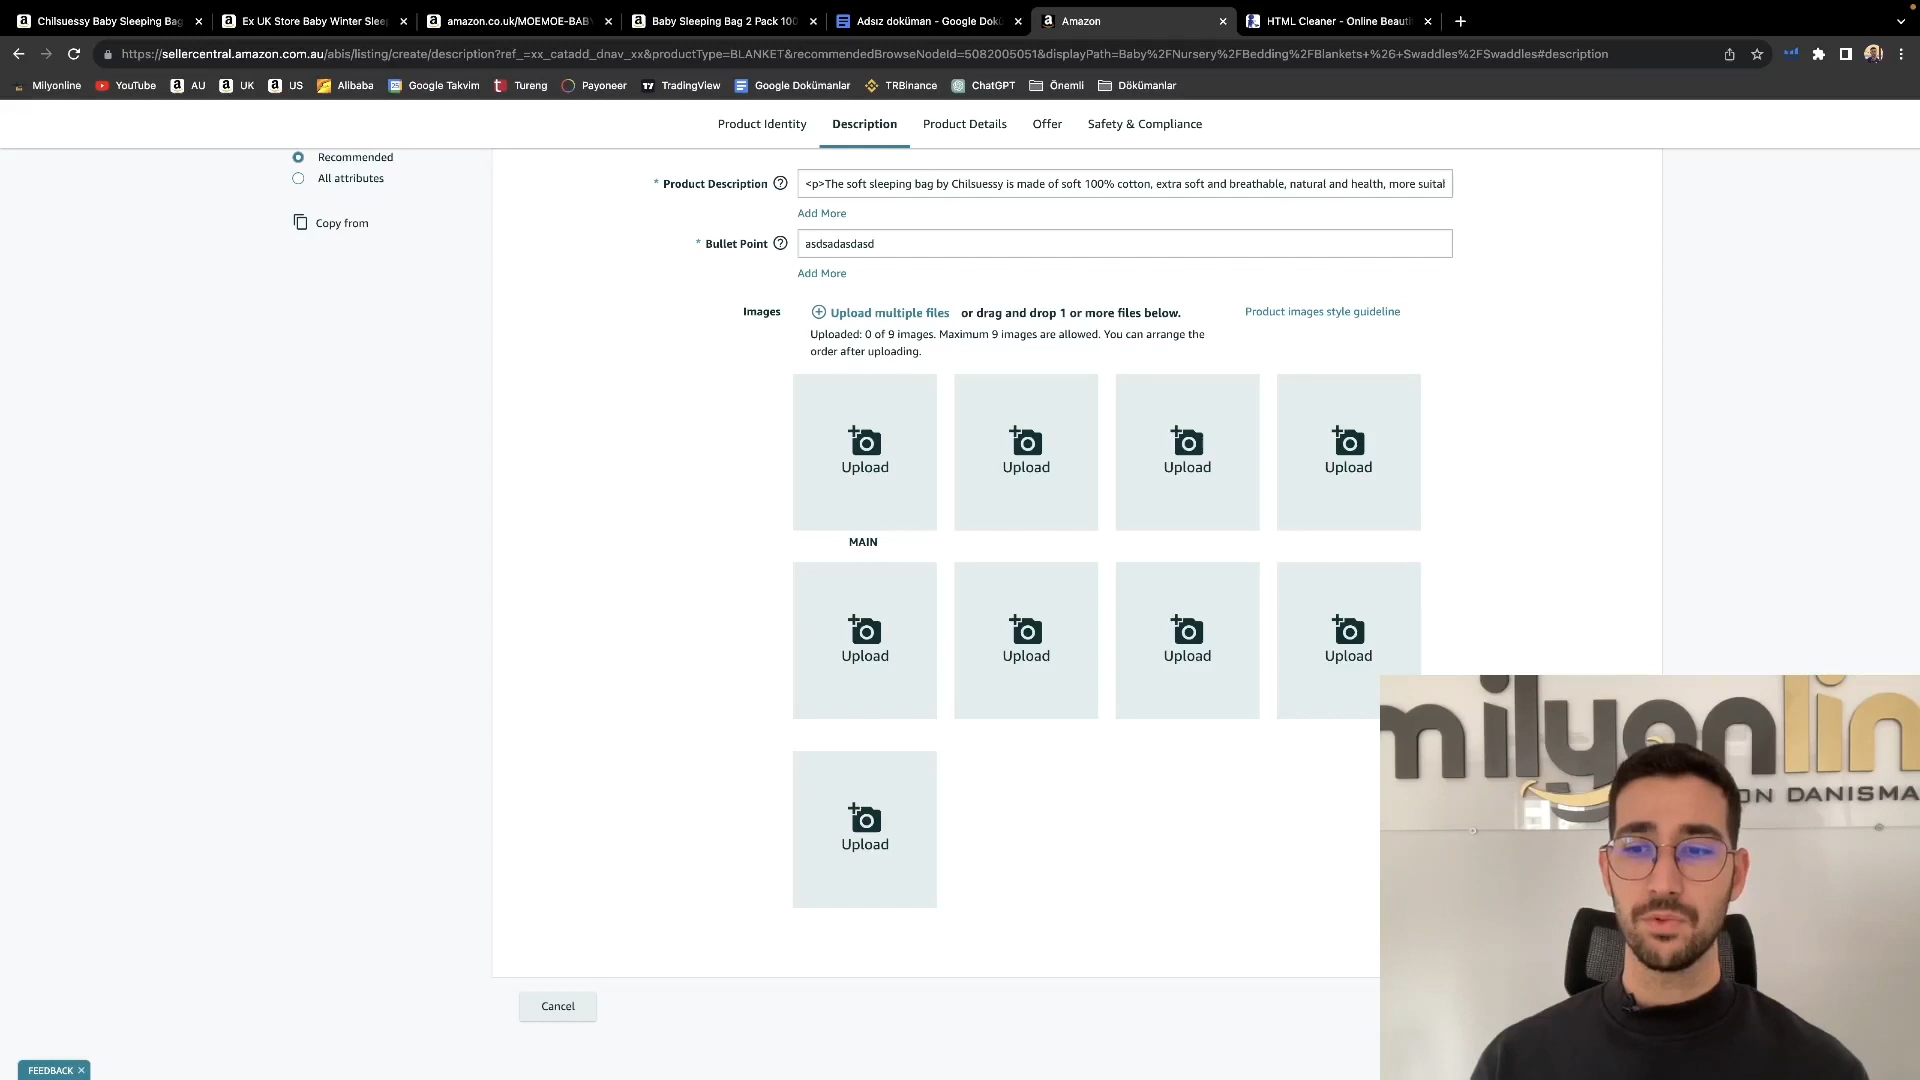 Chilsuessy Baby Sleeping Bag
Ex UK Store Baby Winter Slee
amazon.co.uk/MOEMOE-BABY
Baby Sleeping Bag 2 Pack 100
Adsız doküman - Google Dokü
Amazon
HTML Cleaner - Online Beauti
https://sellercentral.amazon.com.au/abis/listing/create/description?ref_=xx_catadd_dnav_xx&productType=BLANKET&recommendedBrowseNodeId=5082005051&displayPath=Baby%2FNursery%2FBedding%2FBlankets+%26+Swaddles%2FSwaddles#description
Milyonline
YouTube
AU
UK
US
Alibaba
Google Takvim
Tureng
Payoneer
TradingView
Google Dokümanlar
TRBinance
ChatGPT
Önemli
Dökümanlar
Product Identity
Description
Product Details
Offer
Safety & Compliance
Recommended
All attributes
Copy from
* Product Description
<p>The soft sleeping bag by Chilsuessy is made of soft 100% cotton, extra soft and breathable, natural and health, more suital
Add More
* Bullet Point
asdsadasdasd
Add More
Images
Upload multiple files or drag and drop 1 or more files below.
Product images style guideline
Uploaded: 0 of 9 images. Maximum 9 images are allowed. You can arrange the
order after uploading.
Upload
Upload
Upload
Upload
MAIN
Upload
Upload
Upload
Upload
Upload
Cancel
FEEDBACK
milyonlin
ON DANISMA